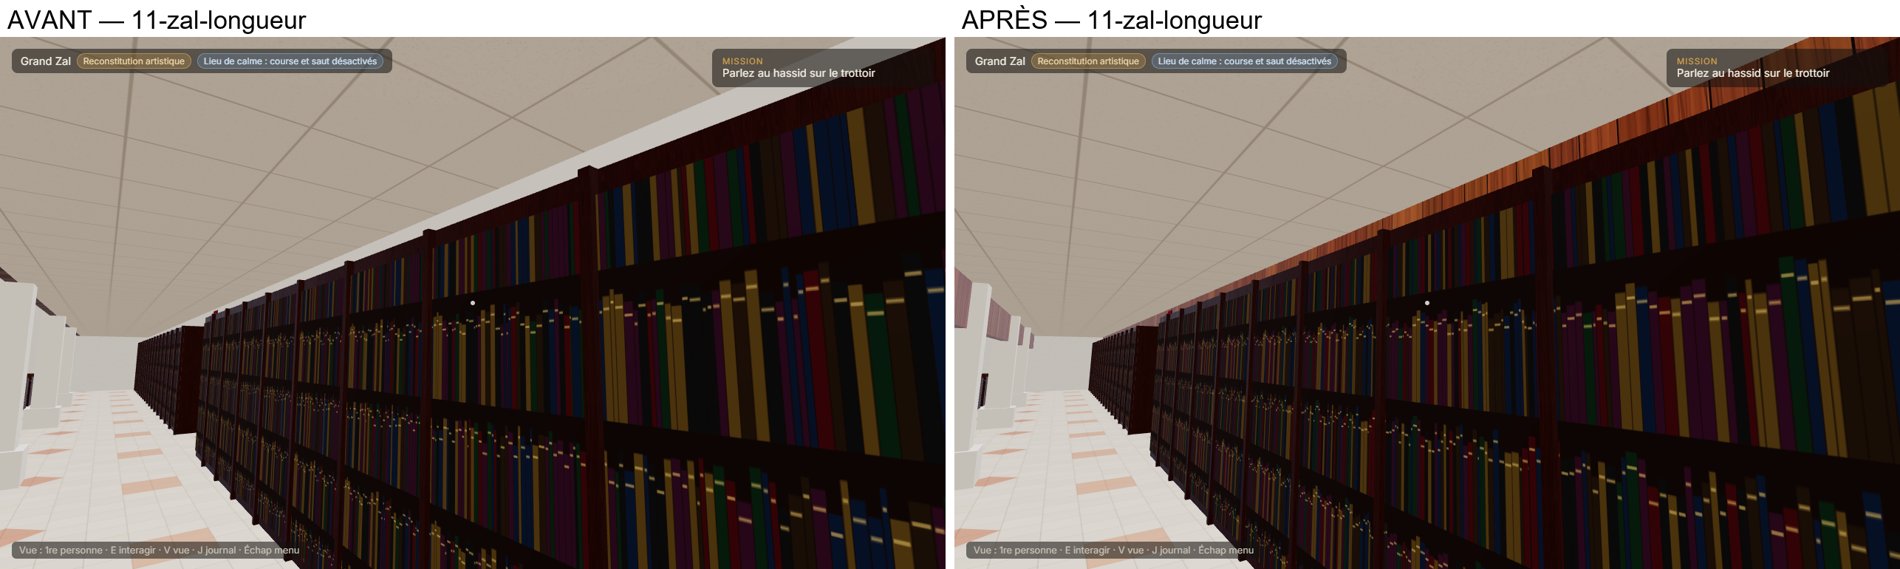 AVANT — 11-zal-longueur
Grand Zal Reconstitution artistique Lieu de calme : course et saut désactivés
MISSION
Parlez au hassid sur le trottoir
Vue : 1re personne · E interagir · V vue · J journal · Échap menu
APRÈS — 11-zal-longueur
Grand Zal Reconstitution artistique Lieu de calme : course et saut désactivés
MISSION
Parlez au hassid sur le trottoir
Vue : 1re personne · E interagir · V vue · J journal · Échap menu